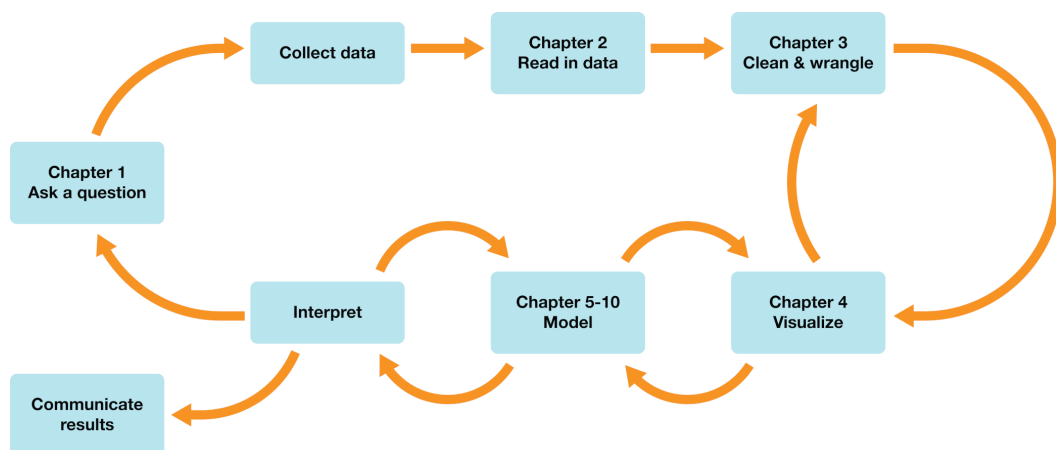 Collect data
Chapter 2
Read in data
Chapter 3
Clean & wrangle
Chapter 1
Ask a question
Interpret
Chapter 5-10
Model
Chapter 4
Visualize
Communicate
results